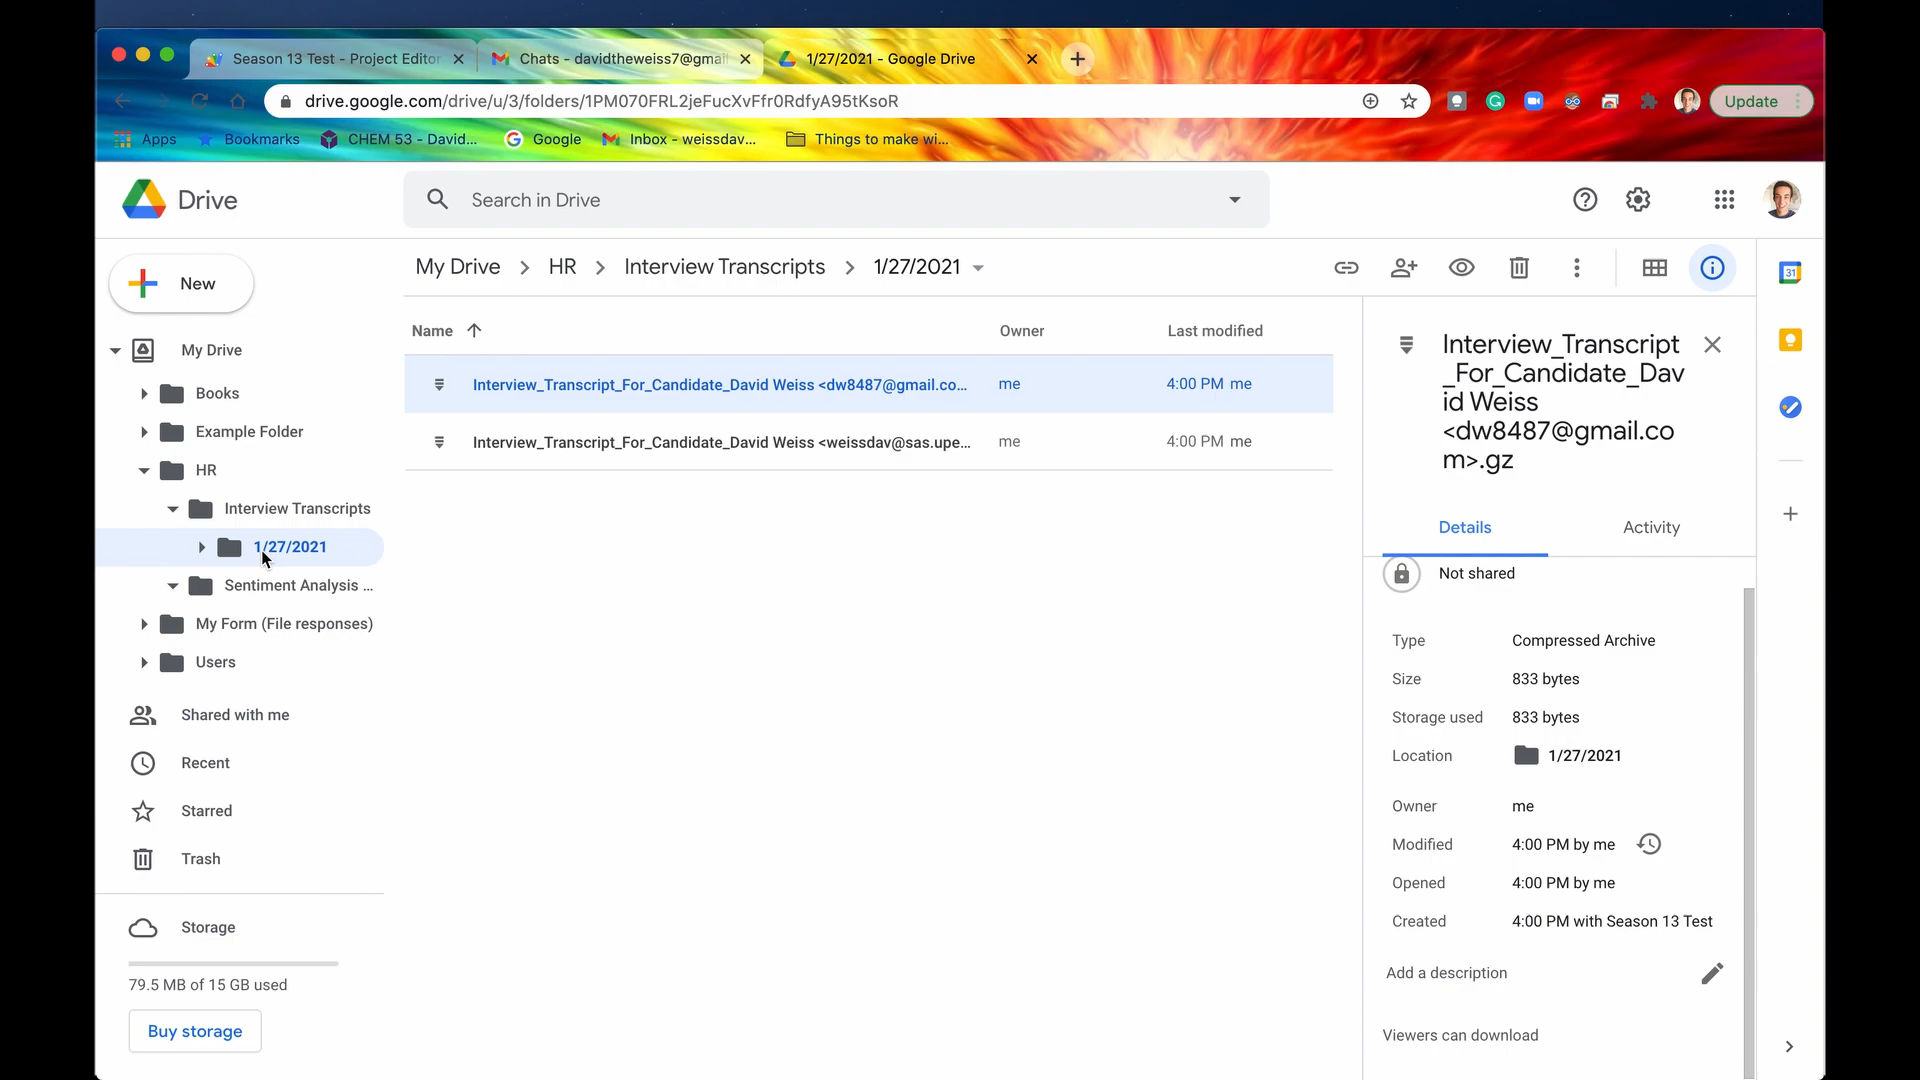 Season 13 Test - Project Editor
Chats - davidtheweiss7@gmail
1/27/2021 - Google Drive
drive.google.com/drive/u/3/folders/1PM070FRL2jeFucXvFfr0RdfyA95tKsoR
Update
Apps
Bookmarks
CHEM 53 - David...
Google
Inbox - weissdav...
Things to make wi...
Drive
Search in Drive
New
My Drive
HR
Interview Transcripts
1/27/2021
31
Name
Owner
Last modified
Interview_Transcript_For_Candidate_David Weiss <dw8487@gmail.co...
me
4:00 PM me
Interview_Transcript_For_Candidate_David Weiss <weissdav@sas.upe...
me
4:00 PM me
My Drive
Books
Example Folder
HR
Interview Transcripts
1/27/2021
Sentiment Analysis ...
My Form (File responses)
Users
Shared with me
Recent
Starred
Trash
Storage
79.5 MB of 15 GB used
Buy storage
Interview_Transcript
_For_Candidate_Dav
id Weiss
<dw8487@gmail.co
m>.gz
Details
Activity
Not shared
Type
Compressed Archive
Size
833 bytes
Storage used
833 bytes
Location
1/27/2021
Owner
me
Modified
4:00 PM by me
Opened
4:00 PM by me
Created
4:00 PM with Season 13 Test
Add a description
Viewers can download